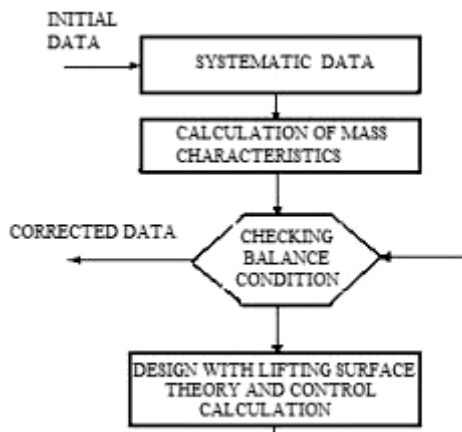 INITIAL
DATA
SYSTEMATIC DATA
CALCULATION OF MASS
CHARACTERISTICS
CORRECTED DATA
CHECKING
BALANCE
CONDITION
DESIGN WITH LIFTING SURFACE
THEORY AND CONTROL
CALCULATION